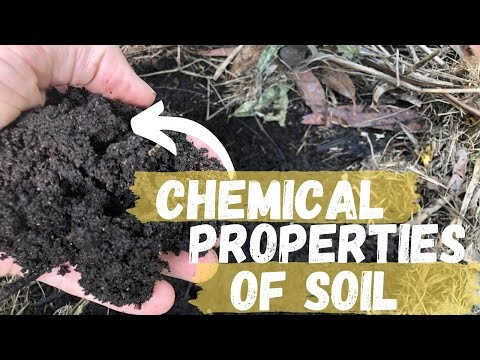 CHEMICAL
PROPERTIES
OF SOIL